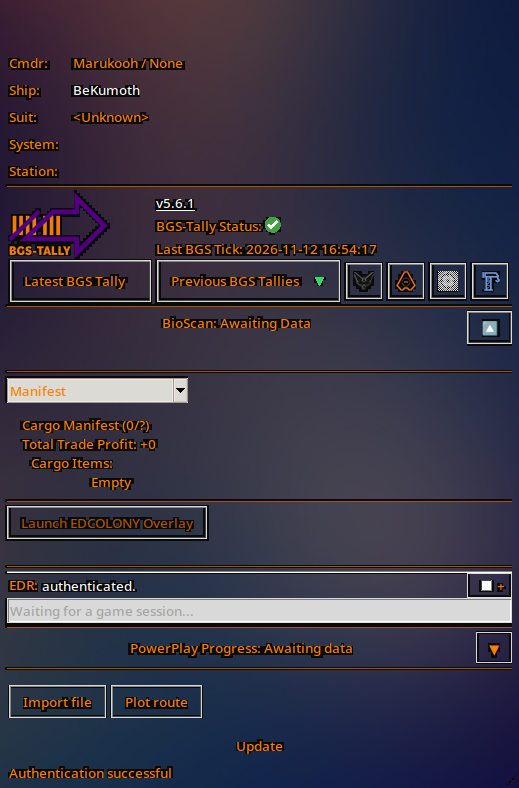 Cmdr: Marukooh / None
Ship: BeKumoth
Suit: <Unknown>
System:
Station:
v5.6.1
BGS-Tally Status:
BGS-TALLY
Last BGS Tick: 2026-11-12 16:54:17
Latest BGS Tally Previous BGS Tallies
BioScan: Awaiting Data
Manifest
Cargo Manifest (0/?)
Total Trade Profit: +0
Cargo Items:
Empty
Launch EDCOLONY Overlay
EDR: authenticated. +
Waiting for a game session...
PowerPlay Progress: Awaiting data
Import file Plot route
Update
Authentication successful